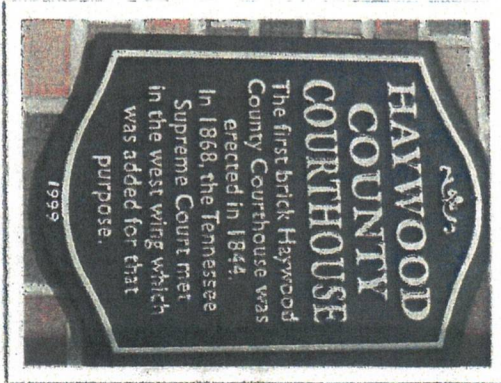 HAYWOOD
COUNTY
COURTHOUSE
The first brick Haywood
County Courthouse was
erected in 1844.
In 1868, the Tennessee
Supreme Court met
in the west wing which
was added for that
purpose.
1999